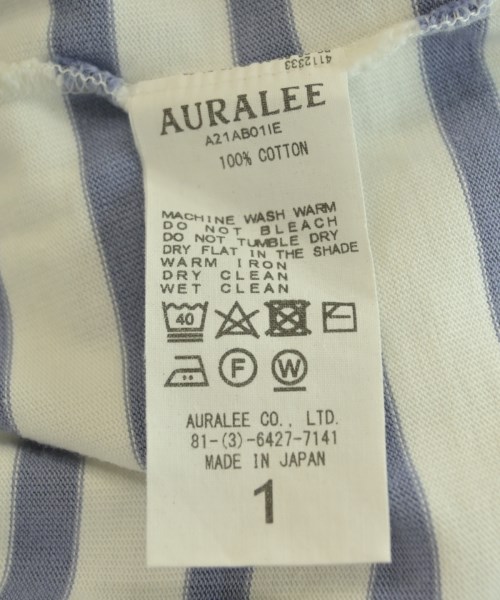 4112333
AURALEE
A21AB01IE
100% COTTON
MACHINE WASH WARM
DO NOT BLEACH
DO NOT TUMBLE DRY
DRY FLAT IN THE SHADE
WARM IRON
DRY CLEAN
WET CLEAN
40
F W
AURALEE CO., LTD.
81-(3)-6427-7141
MADE IN JAPAN
1